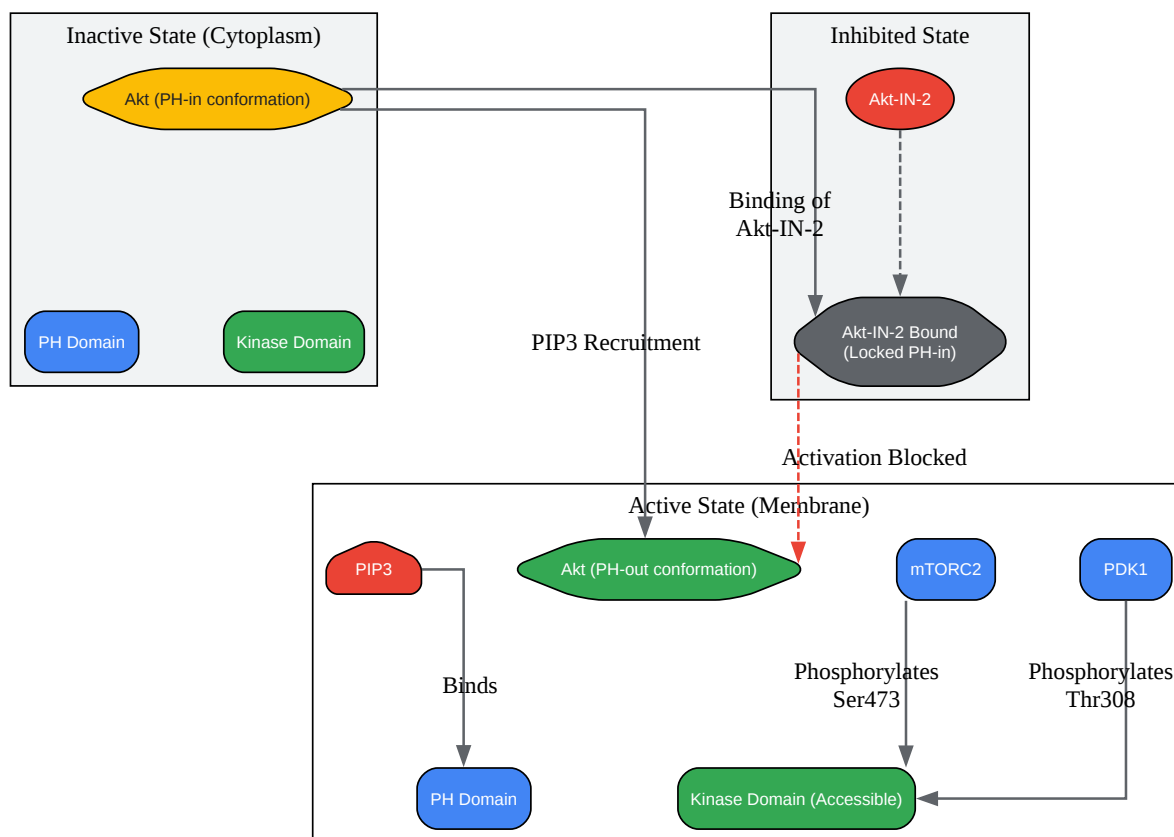 Inactive State (Cytoplasm)
Inhibited State
Akt (PH-in conformation)
Akt-IN-2
Binding of
Akt-IN-2
PH Domain
Kinase Domain
PIP3 Recruitment
Akt-IN-2 Bound
(Locked PH-in)
Activation Blocked
Active State (Membrane)
PIP3
Akt (PH-out conformation)
mTORC2
PDK1
Binds
Phosphorylates
Ser473
Phosphorylates
Thr308
PH Domain
Kinase Domain (Accessible)